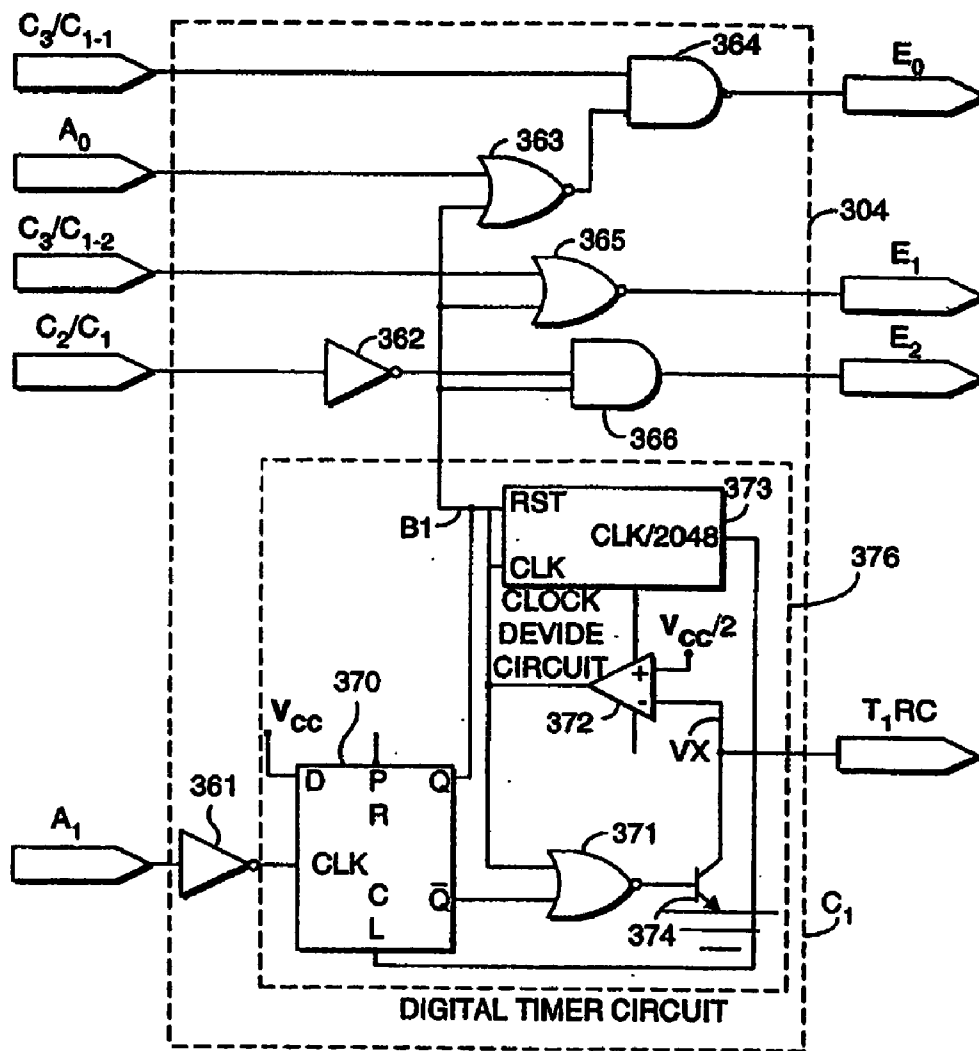 C₃/C₁₋₁
364
E₀
A₀
363
304
C₃/C₁₋₂
365
E₁
C₂/C₁
362
E₂
366
373
RST
B1
CLK/2048
376
CLK
CLOCK
DEVIDE
CIRCUIT
V_CC/2
+
-
372
370
V_CC
VX
T₁RC
D P Q
R
361
A₁
371
CLK
C Q̅
L
374
C₁
DIGITAL TIMER CIRCUIT